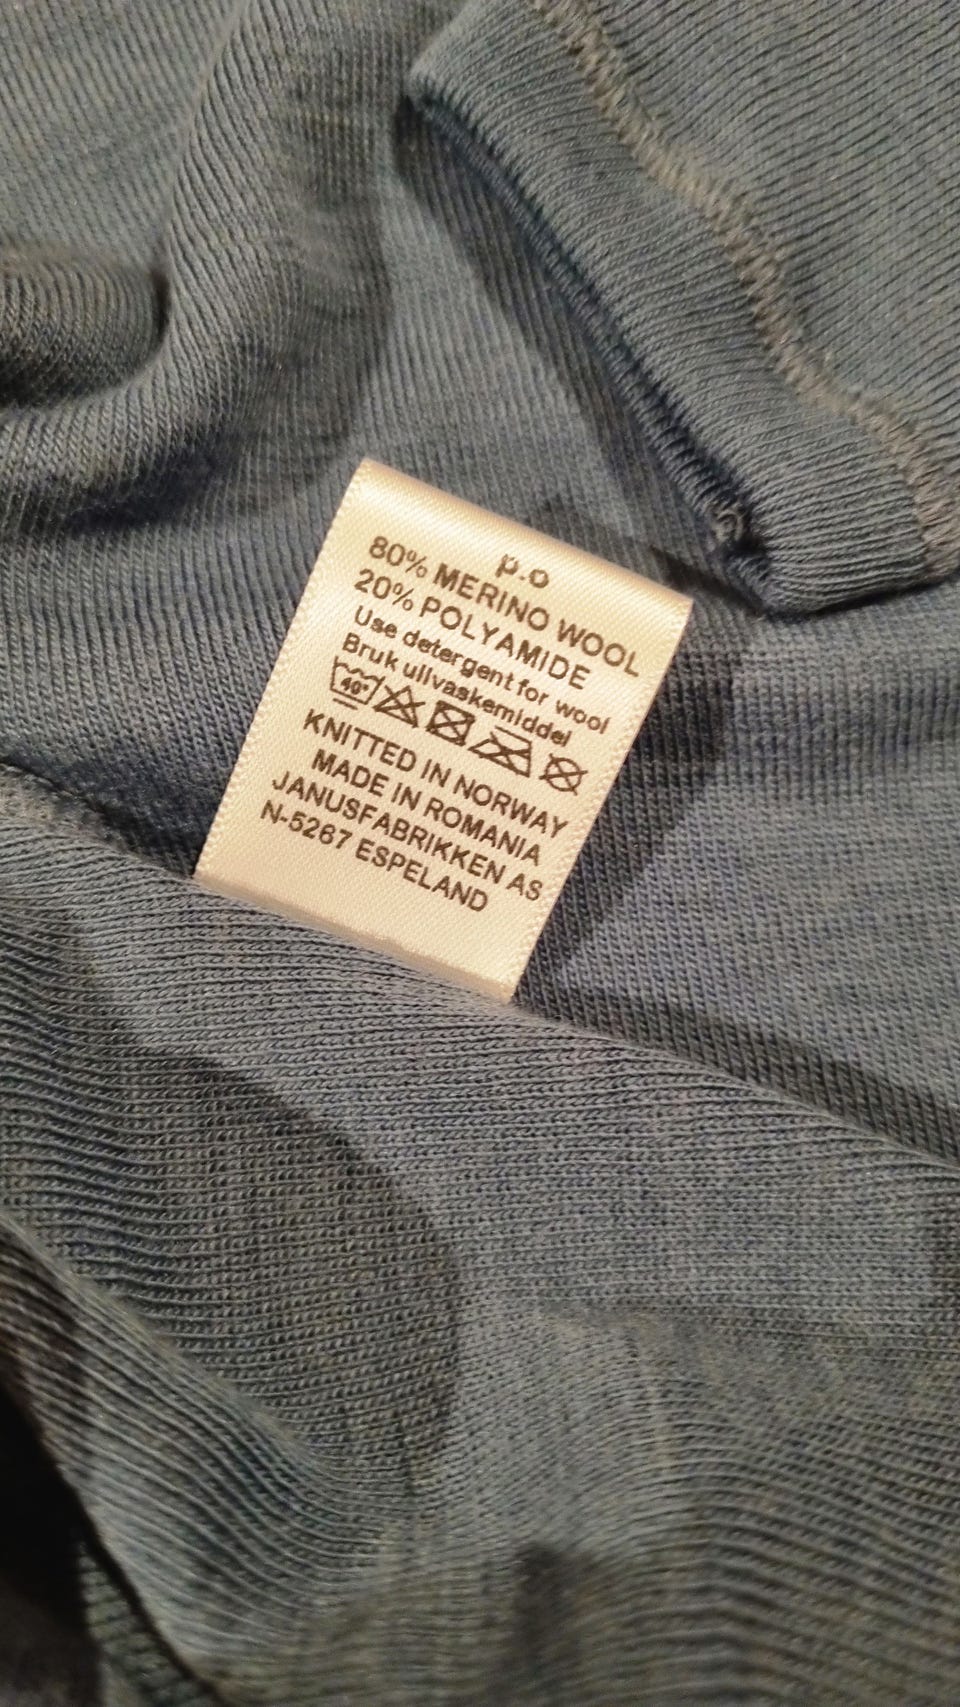 p.o
80% MERINO WOOL
20% POLYAMIDE
Use detergent for wool
Bruk ullvaskemiddel
40°
KNITTED IN NORWAY
MADE IN ROMANIA
JANUSFABRIKKEN AS
N-5267 ESPELAND